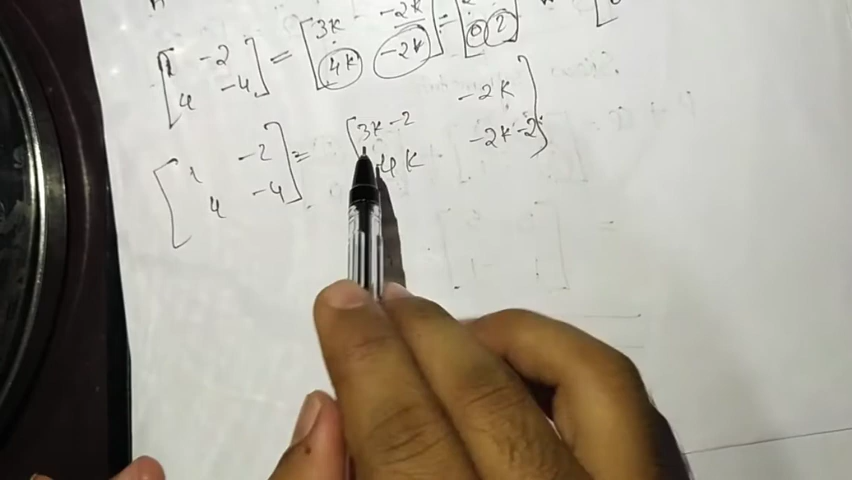 [1 -2 = [3k -2k = [2
4 -4] 4k -2k] 0 2]
[1 -2 = [3k-2 -2k
4 -4] 4k -2k-2]